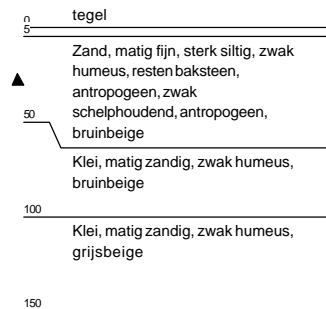 0 tegel
5
Zand, matig fijn, sterk siltig, zwak
humeus, resten baksteen,
antropogeen, zwak
schelphoudend, antropogeen,
50
bruinbeige
Klei, matig zandig, zwak humeus,
bruinbeige
100
Klei, matig zandig, zwak humeus,
grijsbeige
150